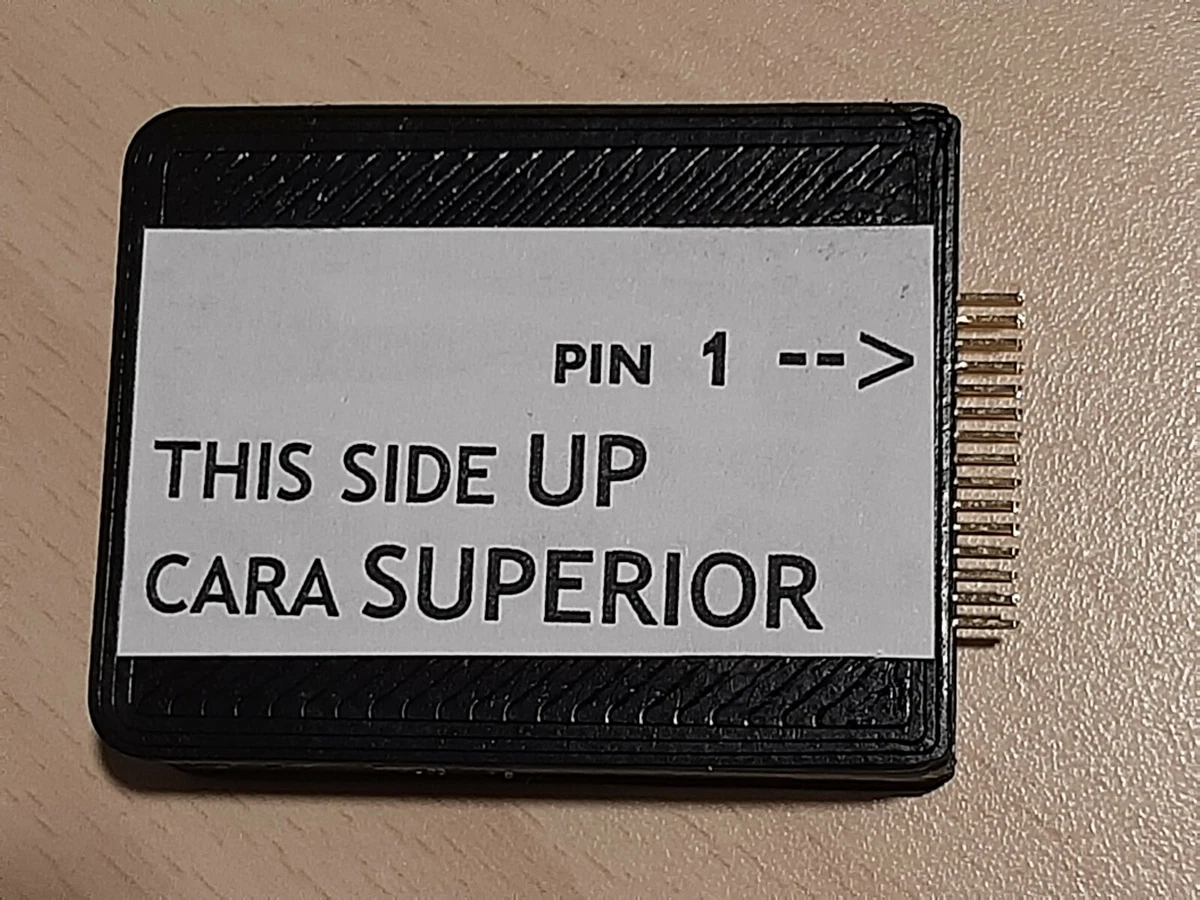 PIN 1 -->
THIS SIDE UP
CARA SUPERIOR